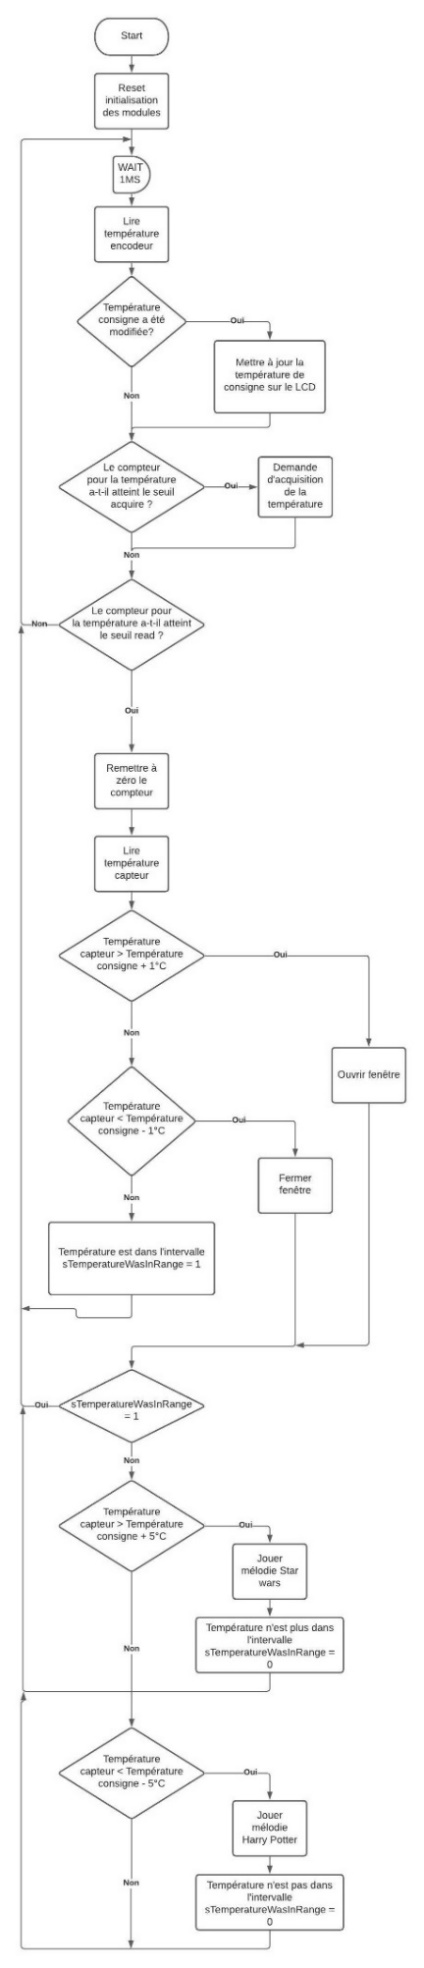 Start
Reset
initialisation
des modules
WAIT
1MS
Lire
température
encodeur
Température
consigne a été
modifiée?
Oui
Mettre à jour la
température de
consigne sur le LCD
Non
Le compteur
pour la température
a-t-il atteint le seuil
acquire ?
Oui
Demande
d'acquisition
de la
température
Non
Le compteur pour
la température a-t-il atteint
le seuil read ?
Non
Oui
Remettre à
zéro le
compteur
Lire
température
capteur
Température
capteur > Température
consigne + 1°C
Oui
Non
Ouvrir fenêtre
Température
capteur < Température
consigne - 1°C
Oui
Fermer
fenêtre
Non
Température est dans l'intervalle
sTemperatureWasInRange = 1
sTemperatureWasInRange
= 1
Oui
Non
Température
capteur > Température
consigne + 5°C
Oui
Jouer
mélodie Star
wars
Température n'est plus dans
l'intervalle
sTemperatureWasInRange =
0
Non
Température
capteur < Température
consigne - 5°C
Oui
Jouer
mélodie
Harry Potter
Température n'est pas dans
l'intervalle
sTemperatureWasInRange =
0
Non